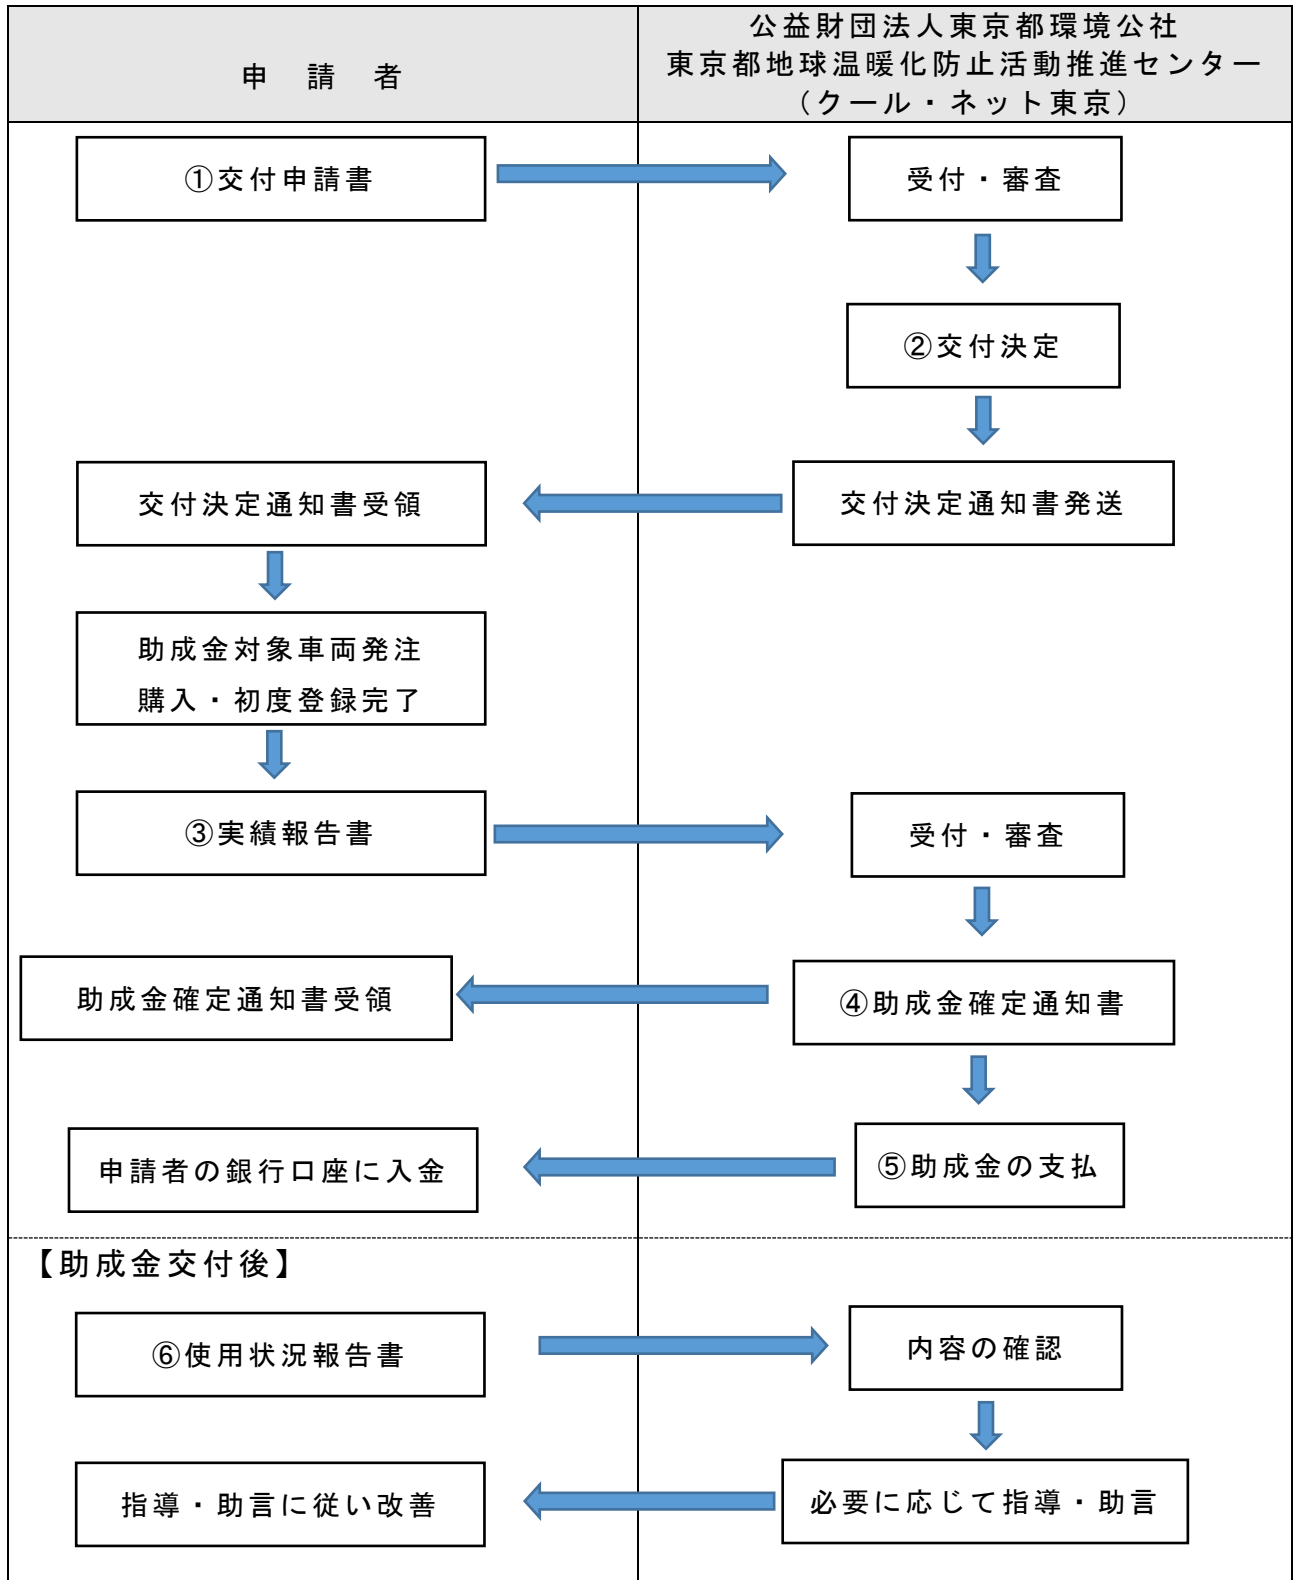 申 請 者
公益財団法人東京都環境公社
東京都地球温暖化防止活動推進センター
（クール・ネット東京）
①交付申請書
受付・審査
②交付決定
交付決定通知書受領
交付決定通知書発送
助成金対象車両発注
購入・初度登録完了
③実績報告書
受付・審査
助成金確定通知書受領
④助成金確定通知書
申請者の銀行口座に入金
⑤助成金の支払
【助成金交付後】
⑥使用状況報告書
内容の確認
指導・助言に従い改善
必要に応じて指導・助言